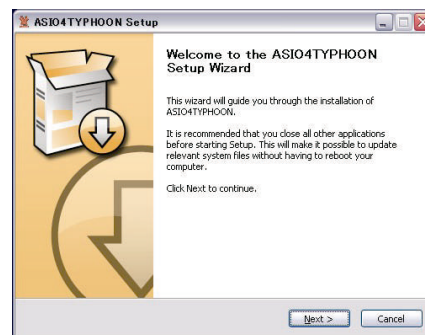 ASIO4TYPHOON Setup
Welcome to the ASIO4TYPHOON
Setup Wizard
This wizard will guide you through the installation of
ASIO4TYPHOON.
It is recommended that you close all other applications
before starting Setup. This will make it possible to update
relevant system files without having to reboot your
computer.
Click Next to continue.
Next >
Cancel